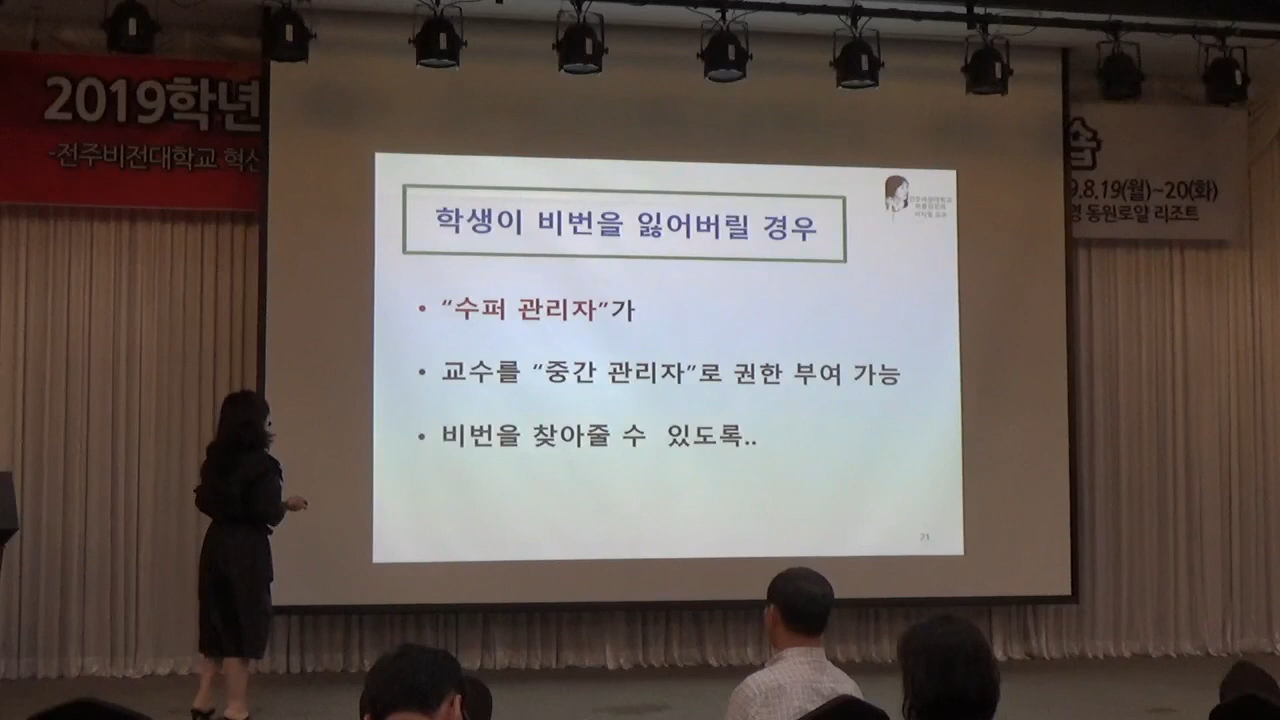 2019학년
-전주비전대학교 혁신
습
9.8.19(월)~20(화)
동원로얄 리조트
학생이 비번을 잃어버릴 경우
• "수퍼 관리자"가
• 교수를 "중간 관리자"로 권한 부여 가능
• 비번을 찾아줄 수 있도록..
21